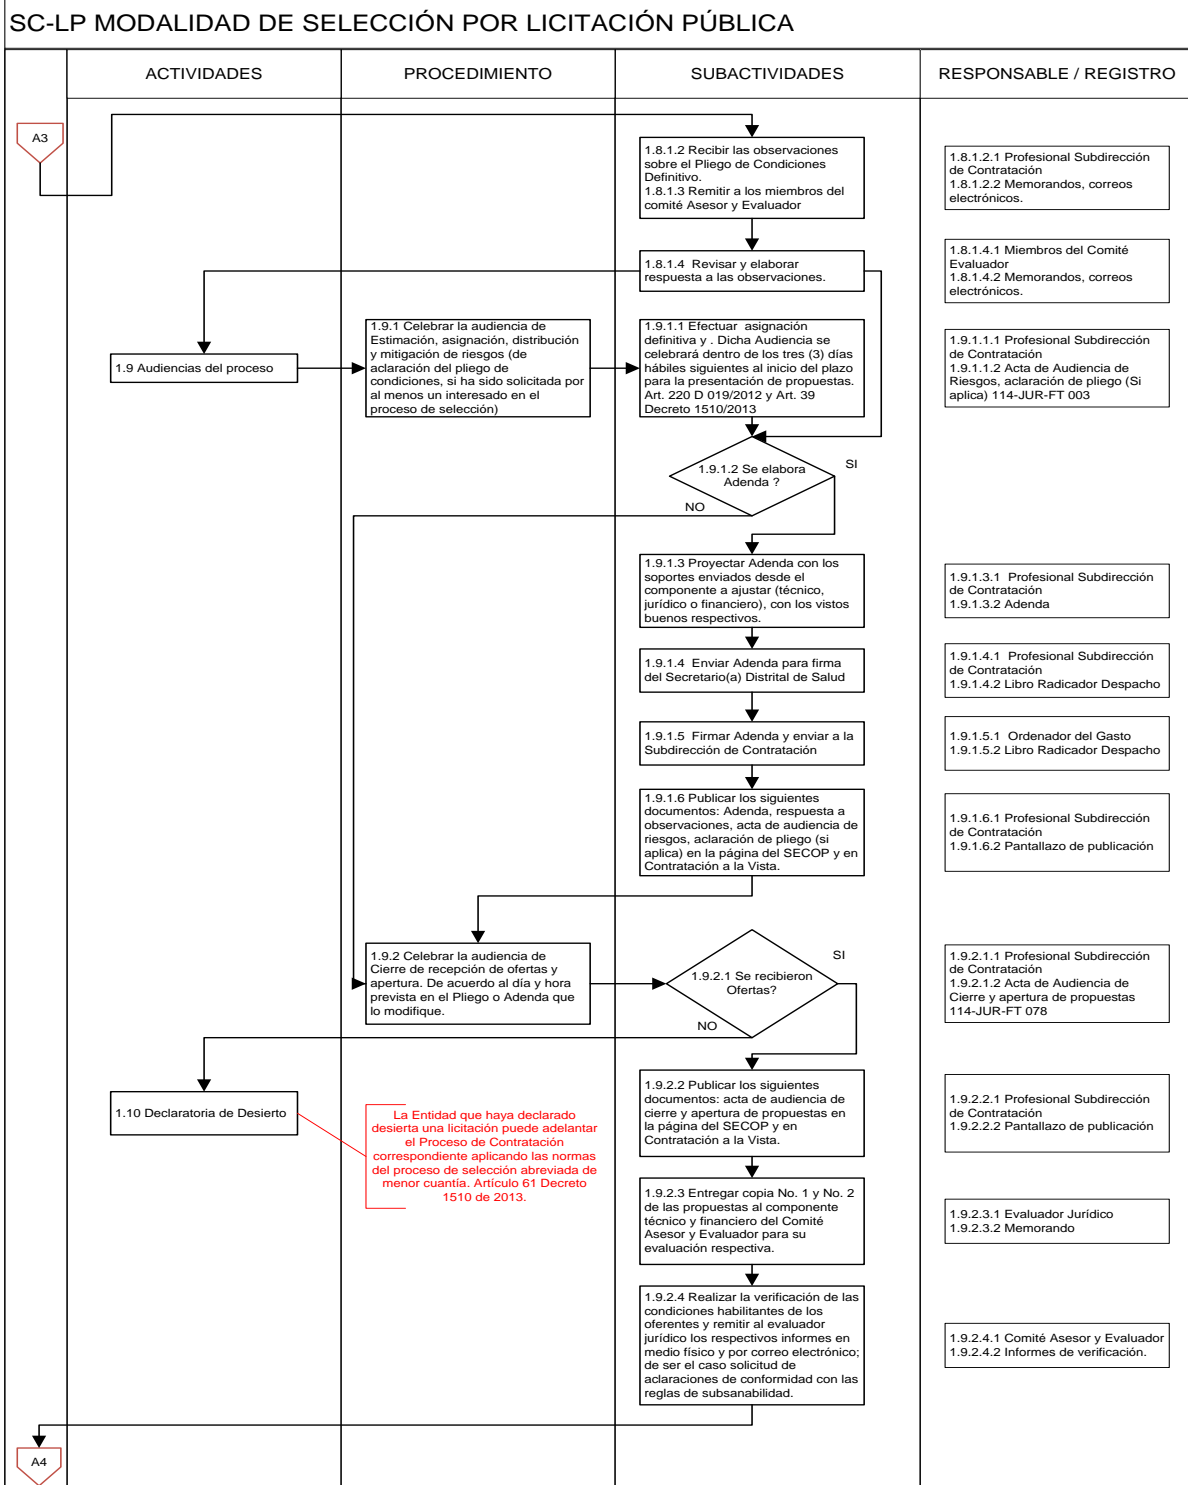 SC-LP MODALIDAD DE SELECCIÓN POR LICITACIÓN PÚBLICA
ACTIVIDADES
PROCEDIMIENTO
SUBACTIVIDADES
RESPONSABLE / REGISTRO
A3
1.8.1.2 Recibir las observaciones
sobre el Pliego de Condiciones
Definitivo.
1.8.1.3 Remitir a los miembros del
comité Asesor y Evaluador
1.8.1.2.1 Profesional Subdirección
de Contratación
1.8.1.2.2 Memorandos, correos
electrónicos.
1.8.1.4 Revisar y elaborar
respuesta a las observaciones.
1.8.1.4.1 Miembros del Comité
Evaluador
1.8.1.4.2 Memorandos, correos
electrónicos.
1.9 Audiencias del proceso
1.9.1 Celebrar la audiencia de
Estimación, asignación, distribución
y mitigación de riesgos (de
aclaración del pliego de
condiciones, si ha sido solicitada por
al menos un interesado en el
proceso de selección)
1.9.1.1 Efectuar asignación
definitiva y . Dicha Audiencia se
celebrará dentro de los tres (3) días
hábiles siguientes al inicio del plazo
para la presentación de propuestas.
Art. 220 D 019/2012 y Art. 39
Decreto 1510/2013
1.9.1.1.1 Profesional Subdirección
de Contratación
1.9.1.1.2 Acta de Audiencia de
Riesgos, aclaración de pliego (Si
aplica) 114-JUR-FT 003
1.9.1.2 Se elabora
Adenda ?
SI
NO
1.9.1.3 Proyectar Adenda con los
soportes enviados desde el
componente a ajustar (técnico,
jurídico o financiero), con los vistos
buenos respectivos.
1.9.1.3.1 Profesional Subdirección
de Contratación
1.9.1.3.2 Adenda
1.9.1.4 Enviar Adenda para firma
del Secretario(a) Distrital de Salud
1.9.1.4.1 Profesional Subdirección
de Contratación
1.9.1.4.2 Libro Radicador Despacho
1.9.1.5 Firmar Adenda y enviar a la
Subdirección de Contratación
1.9.1.5.1 Ordenador del Gasto
1.9.1.5.2 Libro Radicador Despacho
1.9.1.6 Publicar los siguientes
documentos: Adenda, respuesta a
observaciones, acta de audiencia de
riesgos, aclaración de pliego (si
aplica) en la página del SECOP y en
Contratación a la Vista.
1.9.1.6.1 Profesional Subdirección
de Contratación
1.9.1.6.2 Pantallazo de publicación
1.9.2 Celebrar la audiencia de
Cierre de recepción de ofertas y
apertura. De acuerdo al día y hora
prevista en el Pliego o Adenda que
lo modifique.
1.9.2.1 Se recibieron
Ofertas?
SI
NO
1.9.2.1.1 Profesional Subdirección
de Contratación
1.9.2.1.2 Acta de Audiencia de
Cierre y apertura de propuestas
114-JUR-FT 078
1.10 Declaratoria de Desierto
La Entidad que haya declarado
desierta una licitación puede adelantar
el Proceso de Contratación
correspondiente aplicando las normas
del proceso de selección abreviada de
menor cuantía. Artículo 61 Decreto
1510 de 2013.
1.9.2.2 Publicar los siguientes
documentos: acta de audiencia de
cierre y apertura de propuestas en
la página del SECOP y en
Contratación a la Vista.
1.9.2.2.1 Profesional Subdirección
de Contratación
1.9.2.2.2 Pantallazo de publicación
1.9.2.3 Entregar copia No. 1 y No. 2
de las propuestas al componente
técnico y financiero del Comité
Asesor y Evaluador para su
evaluación respectiva.
1.9.2.3.1 Evaluador Jurídico
1.9.2.3.2 Memorando
1.9.2.4 Realizar la verificación de las
condiciones habilitantes de los
oferentes y remitir al evaluador
jurídico los respectivos informes en
medio físico y por correo electrónico;
de ser el caso solicitud de
aclaraciones de conformidad con las
reglas de subsanabilidad.
1.9.2.4.1 Comité Asesor y Evaluador
1.9.2.4.2 Informes de verificación.
A4